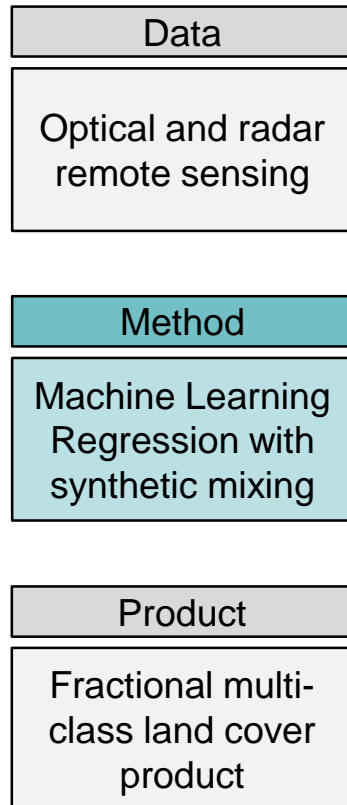 Data
Optical and radar
remote sensing
Method
Machine Learning
Regression with
synthetic mixing
Product
Fractional multi-
class land cover
product